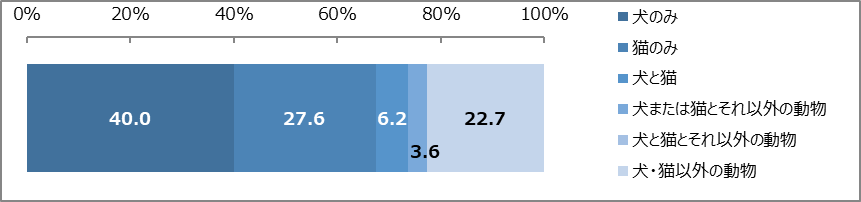 0% 20% 40% 60% 80% 100%
40.0 27.6 6.2 3.6 22.7
犬のみ
猫のみ
犬と猫
犬または猫とそれ以外の動物
犬と猫とそれ以外の動物
犬・猫以外の動物